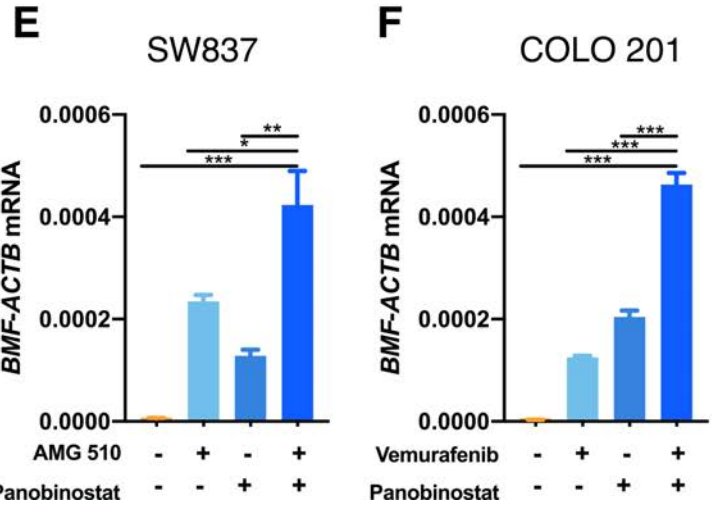 E
SW837
0.0006
0.0004
0.0002
0.0000
BMF-ACTB mRNA
**
*
***
AMG 510 - + - +
Panobinostat - - + +
F
COLO 201
0.0006
0.0004
0.0002
0.0000
BMF-ACTB mRNA
***
***
***
Vemurafenib - + - +
Panobinostat - - + +